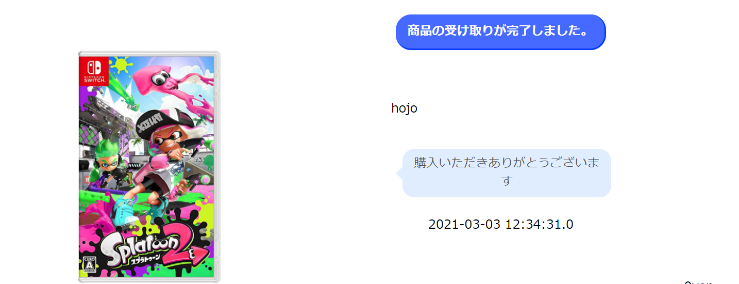 商品の受け取りが完了しました。
NINTENDO
SWITCH
hojo
購入いただきありがとうございま
す
2021-03-03 12:34:31.0
Splatoon 2
スプラトゥーン
CERO
A